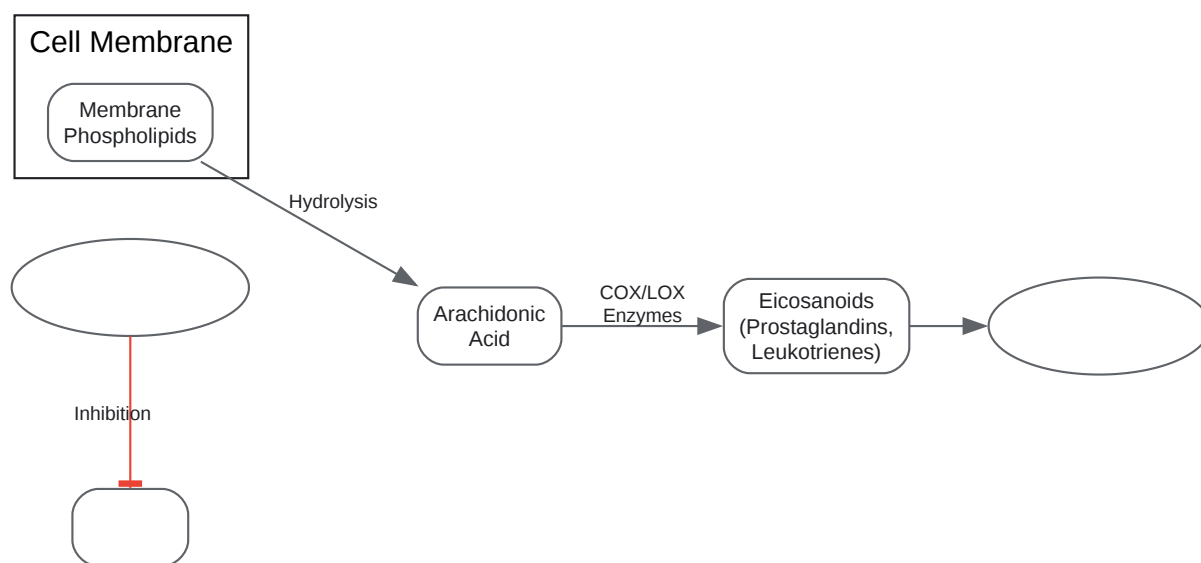 Cell Membrane
Membrane
Phospholipids
Hydrolysis
Arachidonic
Acid
COX/LOX
Enzymes
Eicosanoids
(Prostaglandins,
Leukotrienes)
Inhibition